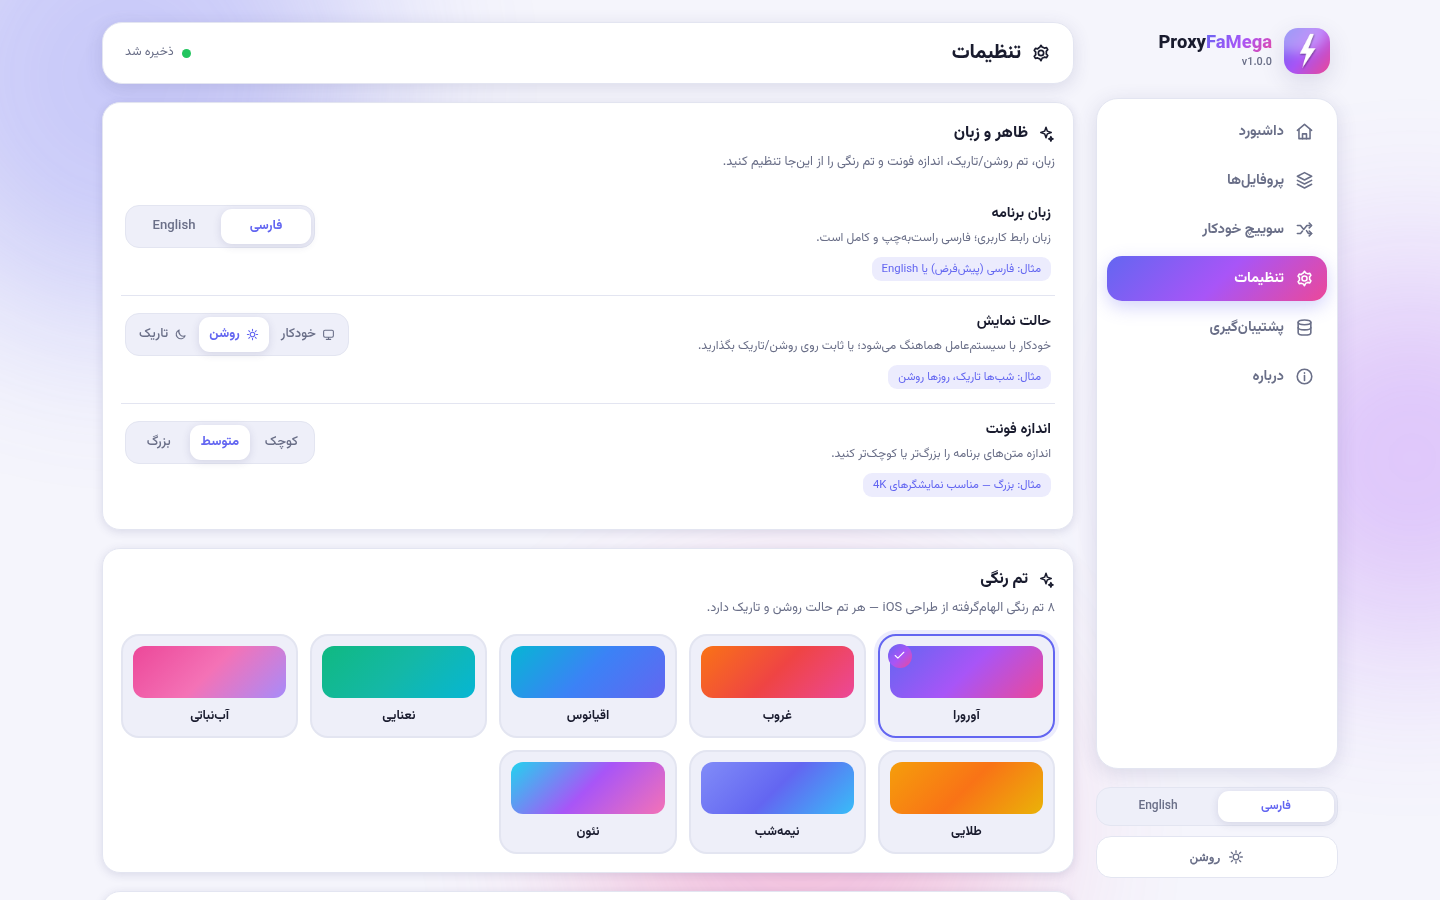 ProxyFaMega
v1.0.0
داشبورد
پروفایل‌ها
سوییچ خودکار
تنظیمات
پشتیبان‌گیری
درباره
فارسی English
روشن
تنظیمات
ذخیره شد
ظاهر و زبان
زبان، تم روشن/تاریک، اندازه فونت و تم رنگی را از این‌جا تنظیم کنید.
زبان برنامه
زبان رابط کاربری؛ فارسی راست‌به‌چپ و کامل است.
مثال: فارسی (پیش‌فرض) یا English
فارسی English
حالت نمایش
خودکار با سیستم‌عامل هماهنگ می‌شود؛ یا ثابت روی روشن/تاریک بگذارید.
مثال: شب‌ها تاریک، روزها روشن
خودکار روشن تاریک
اندازه فونت
اندازه متن‌های برنامه را بزرگ‌تر یا کوچک‌تر کنید.
مثال: بزرگ — مناسب نمایشگرهای 4K
کوچک متوسط بزرگ
تم رنگی
۸ تم رنگی الهام‌گرفته از طراحی iOS — هر تم حالت روشن و تاریک دارد.
آورورا غروب اقیانوس نعنایی آب‌نباتی
طلایی نیمه‌شب نئون